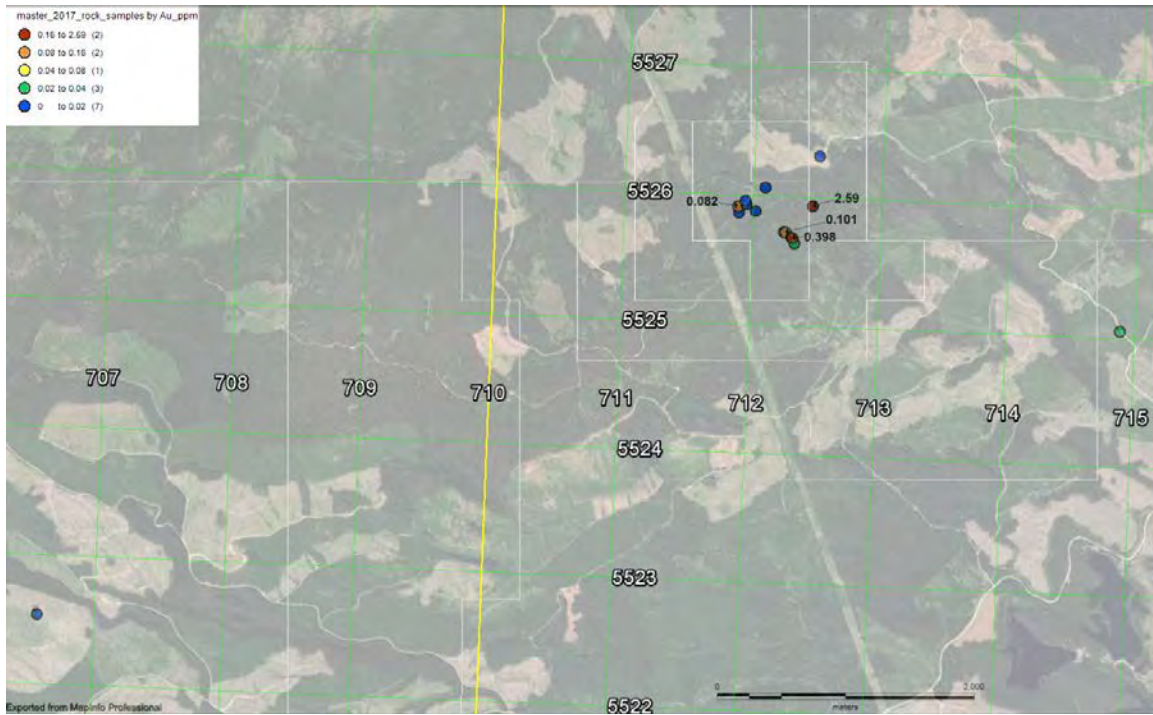 master_2017_rock_samples by Au_ppm
0.16 to 2.59 (2)
0.08 to 0.16 (2)
0.04 to 0.08 (1)
0.02 to 0.04 (3)
0 to 0.02 (7)
5527
5526
0.082
2.59
0.101
0.398
5525
707
708
709
710
711
712
713
714
715
5524
5523
5522
0
2,000
meters
Exported from MapInfo Professional